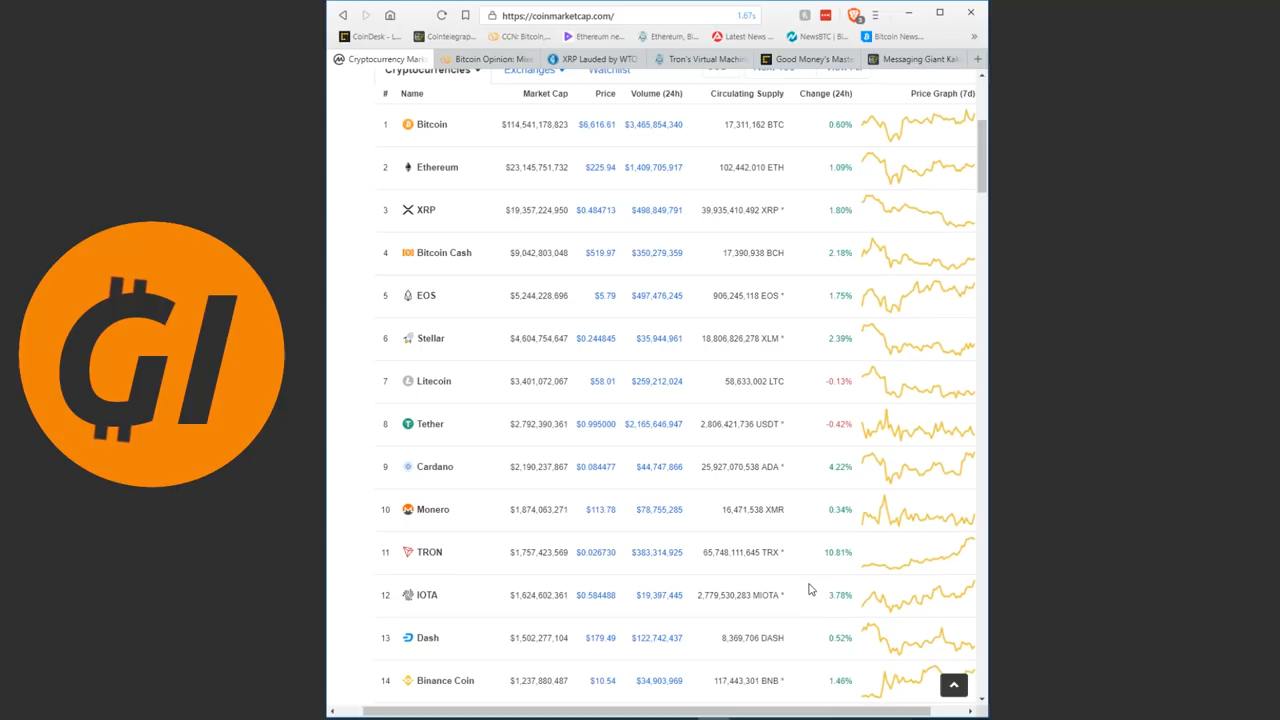 https://coinmarketcap.com/ 1.67s 3
CoinDesk - L... Cointelegrap... CCN: Bitcoin,... Ethereum ne... Ethereum, Bi... Latest News ... NewsBTC | Bi... Bitcoin News... »
Cryptocurrency Mark Bitcoin Opinion: Mixe XRP Lauded by WTO Tron's Virtual Machin Good Money's Mast Messaging Giant Kak +
Cryptocurrencies Exchanges Watchlist
# Name Market Cap Price Volume (24h) Circulating Supply Change (24h) Price Graph (7d)
1 Bitcoin $114,541,178,823 $6,616.61 $3,465,854,340 17,311,162 BTC 0.60%
2 Ethereum $23,145,751,732 $225.94 $1,409,705,917 102,442,010 ETH 1.09%
3 XRP $19,357,224,950 $0.484713 $498,849,791 39,935,410,492 XRP * 1.80%
4 Bitcoin Cash $9,042,803,048 $519.97 $350,279,359 17,390,938 BCH 2.18%
5 EOS $5,244,228,696 $5.79 $497,476,245 906,245,118 EOS * 1.75%
6 Stellar $4,604,754,647 $0.244845 $35,944,961 18,806,826,278 XLM * 2.39%
7 Litecoin $3,401,072,067 $58.01 $259,212,024 58,633,002 LTC -0.13%
8 Tether $2,792,390,361 $0.995000 $2,165,646,947 2,806,421,736 USDT * -0.42%
9 Cardano $2,190,237,867 $0.084477 $44,747,866 25,927,070,538 ADA * 4.22%
10 Monero $1,874,063,271 $113.78 $78,755,285 16,471,538 XMR 0.34%
11 TRON $1,757,423,569 $0.026730 $383,314,925 65,748,111,645 TRX * 10.81%
12 IOTA $1,624,602,361 $0.584488 $19,397,445 2,779,530,283 MIOTA * 3.78%
13 Dash $1,502,277,104 $179.49 $122,742,437 8,369,706 DASH 0.52%
14 Binance Coin $1,237,880,487 $10.54 $34,903,969 117,443,301 BNB * 1.46%
GI